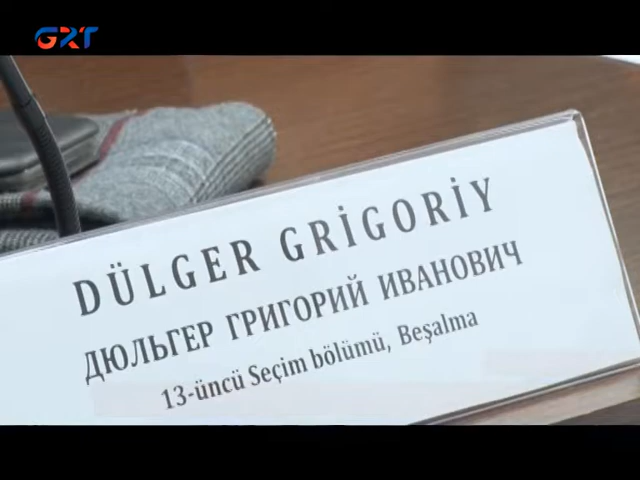 GRT
DÜLGER GRİGORİY
ДЮЛЬГЕР ГРИГОРИЙ ИВАНОВИЧ
13-üncü Seçim bölümü, Beşalma